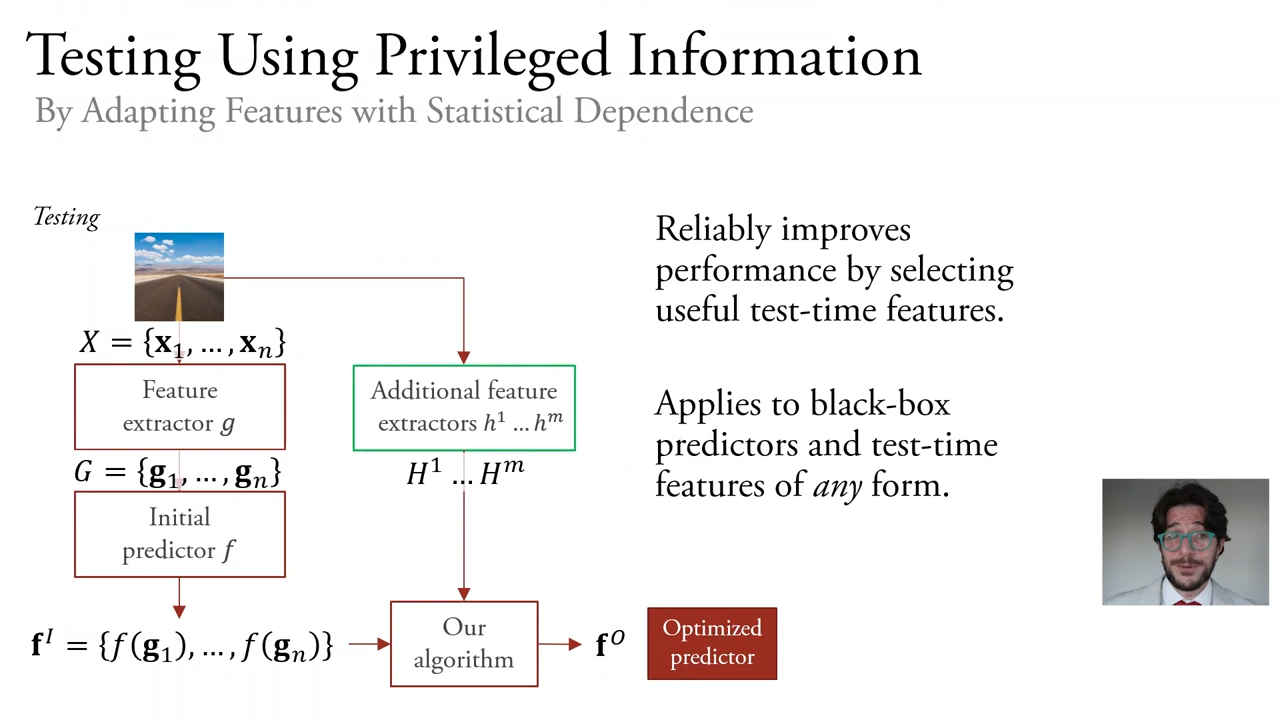 Testing Using Privileged Information
By Adapting Features with Statistical Dependence
Testing
X = {x₁, …, xₙ}
Feature
extractor g
G = {g₁, …, gₙ}
Initial
predictor f
fᴵ = {f(g₁), …, f(gₙ)}
Additional feature
extractors h¹ … hᵐ
H¹ … Hᵐ
Our
algorithm
fᴼ
Optimized
predictor
Reliably improves
performance by selecting
useful test-time features.
Applies to black-box
predictors and test-time
features of any form.